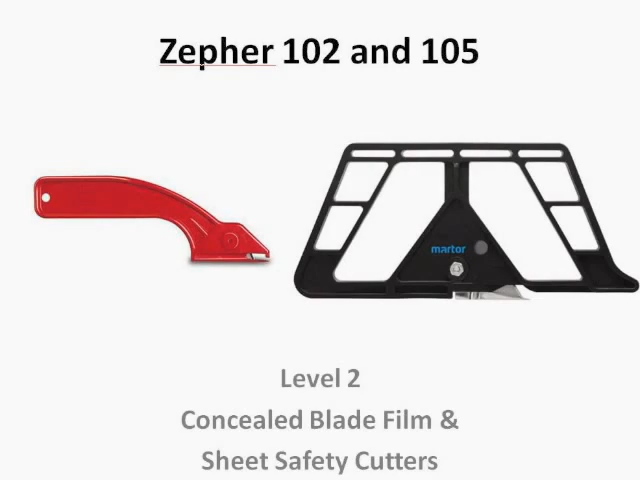 Zepher 102 and 105
martor
Level 2
Concealed Blade Film &
Sheet Safety Cutters